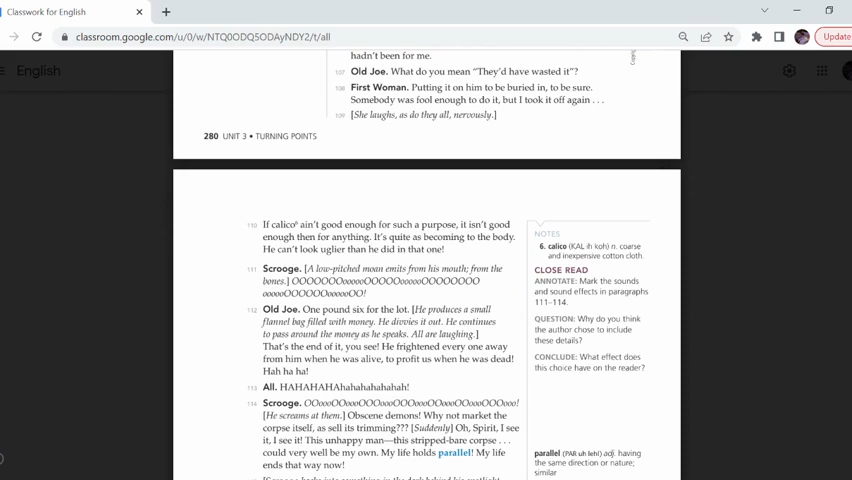 Classwork for English
classroom.google.com/u/0/w/NTQ0ODQ5ODAyNDY2/t/all
Update
English
hadn't been for me.
107 Old Joe. What do you mean "They'd have wasted it"?
108 First Woman. Putting it on him to be buried in, to be sure.
Somebody was fool enough to do it, but I took it off again . . .
109 [She laughs, as do they all, nervously.]
280 UNIT 3 • TURNING POINTS
110 If calico⁶ ain't good enough for such a purpose, it isn't good
enough then for anything. It's quite as becoming to the body.
He can't look uglier than he did in that one!
111 Scrooge. [A low-pitched moan emits from his mouth; from the
bones.] OOOOOOOoooooOOOOOoooooOOOOOOOO
oooooOOOOOOoooooOO!
112 Old Joe. One pound six for the lot. [He produces a small
flannel bag filled with money. He divvies it out. He continues
to pass around the money as he speaks. All are laughing.]
That's the end of it, you see! He frightened every one away
from him when he was alive, to profit us when he was dead!
Hah ha ha!
113 All. HAHAHAHAhahahahahahah!
114 Scrooge. OOoooOOoooOOOoooOOOoooOOoooOOoooOOOooo!
[He screams at them.] Obscene demons! Why not market the
corpse itself, as sell its trimming??? [Suddenly] Oh, Spirit, I see
it, I see it! This unhappy man—this stripped-bare corpse . . .
could very well be my own. My life holds parallel! My life
ends that way now!
NOTES
6. calico (KAL ih koh) n. coarse
and inexpensive cotton cloth.
CLOSE READ
ANNOTATE: Mark the sounds
and sound effects in paragraphs
111–114.
QUESTION: Why do you think
the author chose to include
these details?
CONCLUDE: What effect does
this choice have on the reader?
parallel (PAR uh lehl) adj. having
the same direction or nature;
similar